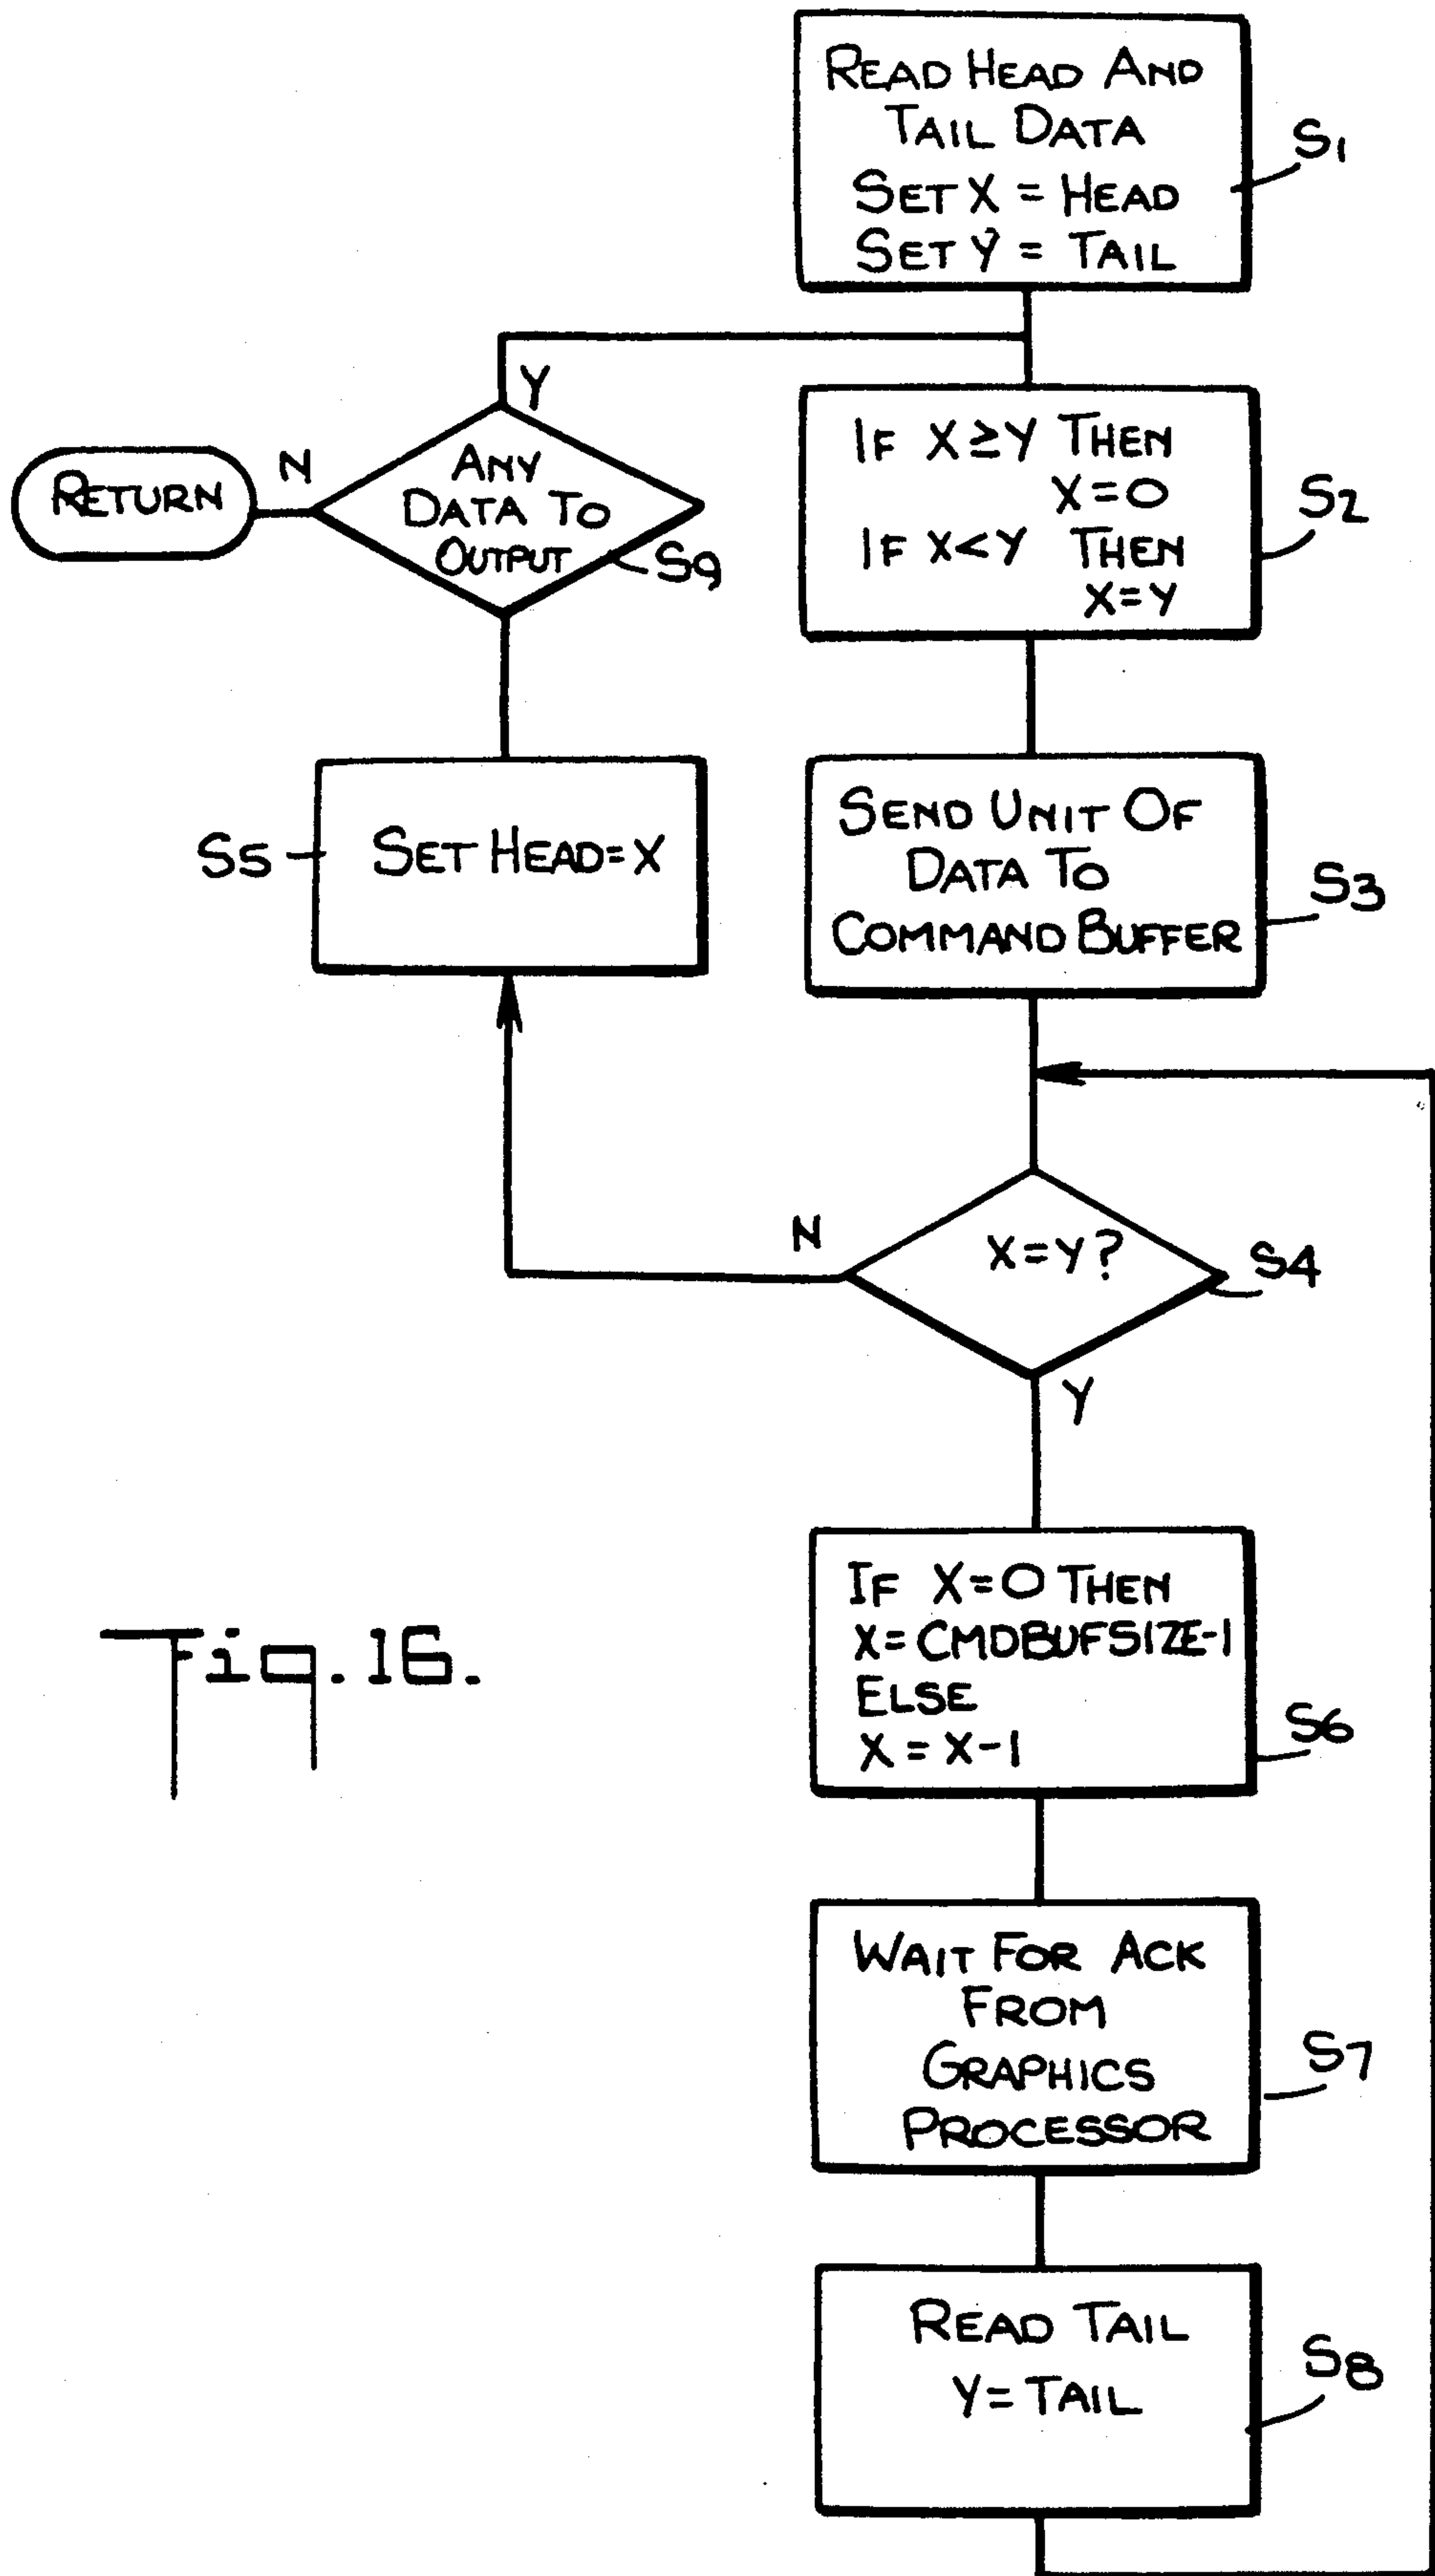 READ HEAD AND
TAIL DATA
SET X = HEAD
SET Y = TAIL
S1
Y
N
RETURN
ANY
DATA TO
OUTPUT
S9
IF X≥Y THEN
X=0
IF X<Y THEN
X=Y
S2
SEND UNIT OF
DATA TO
COMMAND BUFFER
S3
S5
SET HEAD=X
N
X=Y?
S4
Y
IF X=0 THEN
X=CMDBUFSIZE-1
ELSE
X=X-1
S6
Fig.16.
WAIT FOR ACK
FROM
GRAPHICS
PROCESSOR
S7
READ TAIL
Y=TAIL
S8